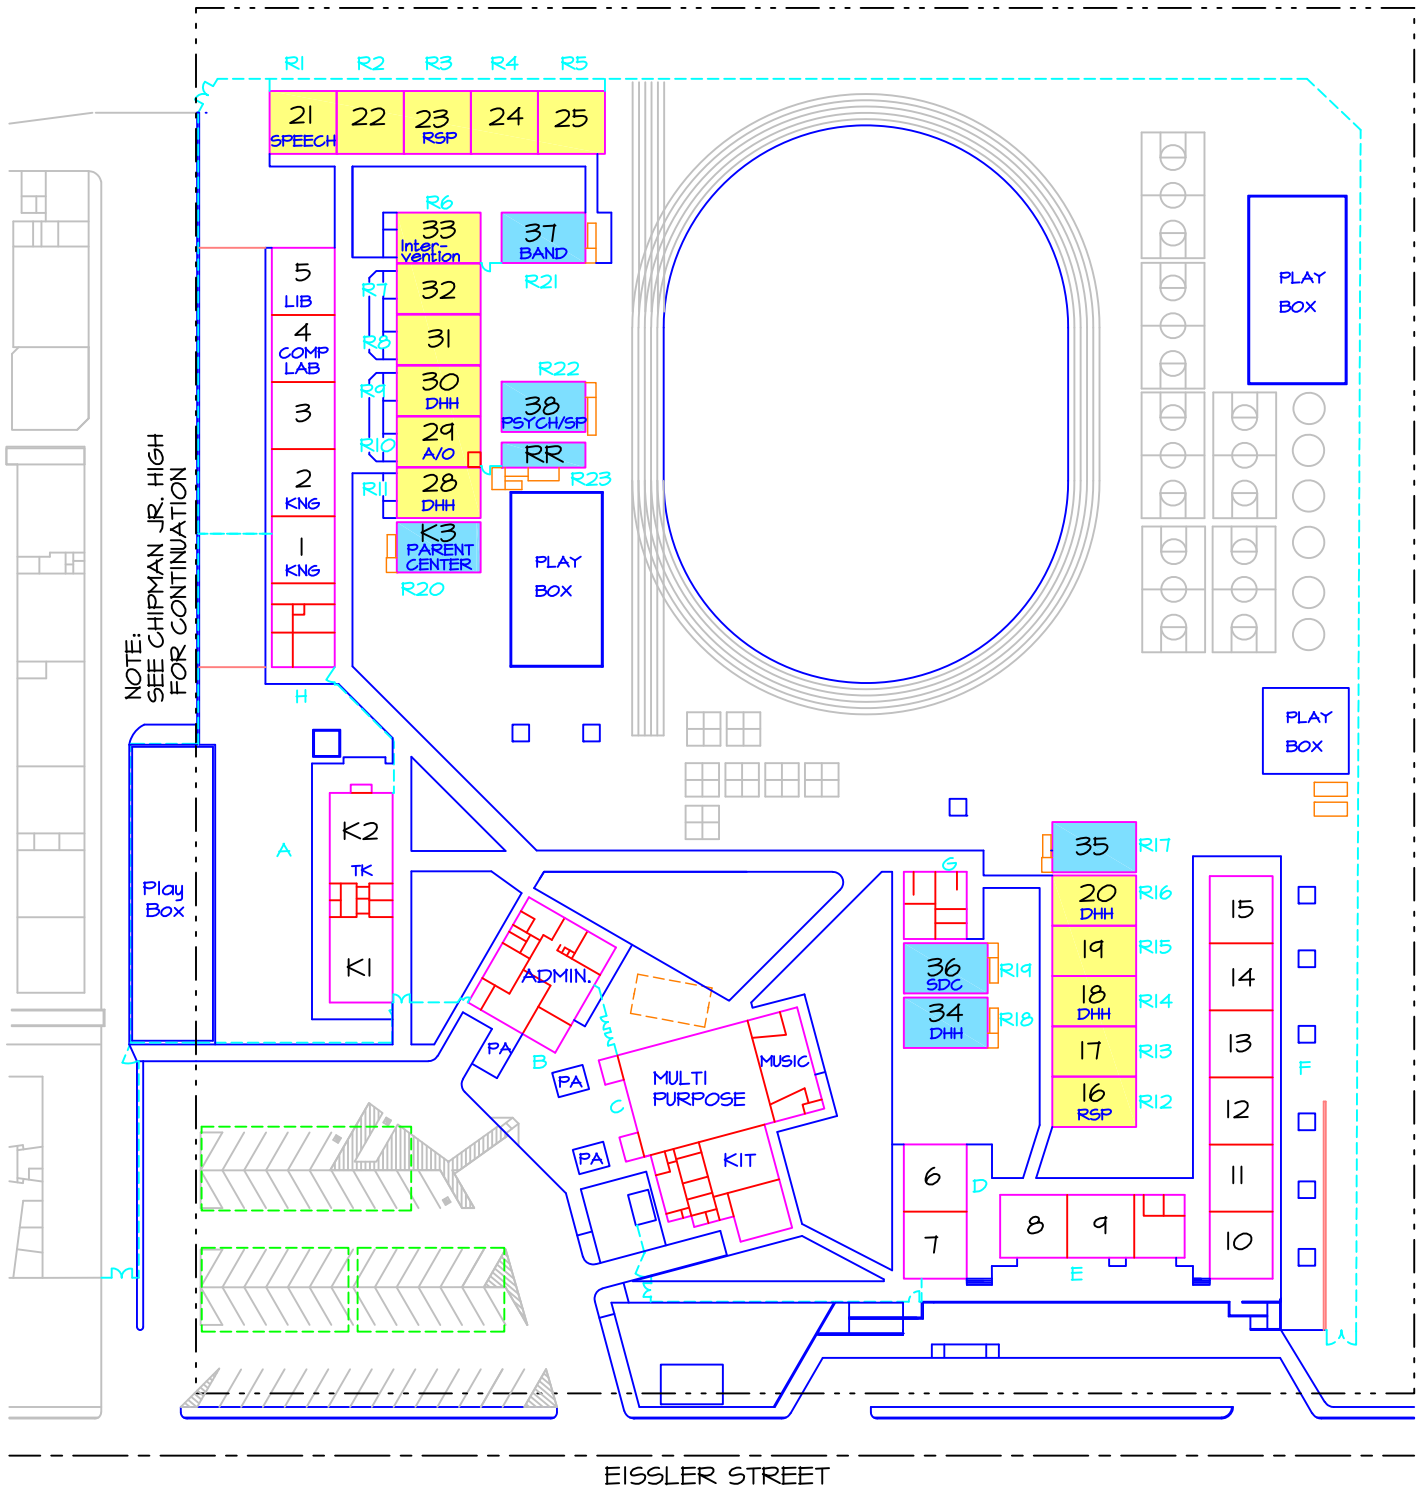 R1 R2 R3 R4 R5
21 22 23 24 25
SPEECH RSP
R6
33 37
Inter-
vention
BAND
5
LIB
R7 32 R21
4
COMP
LAB
R8 31
R22
3
R9 30 38
DHH PSYCH/SP
R10 29 RR
A/O
2
KNG
R11 28 R23
DHH
1
KNG
K3
PARENT
CENTER
R20
PLAY
BOX
PLAY
BOX
NOTE:
SEE CHIPMAN JR. HIGH
FOR CONTINUATION
H
PLAY
BOX
K2
A
TK
Play
Box
K1
G
35 R17
20 R16
DHH
19 R15
36 R19
SDC
18 R14
DHH
34 R18
DHH
17 R13
16 R12
RSP
15
14
13
12
11
10
F
ADMIN.
PA
B
PA
C
MULTI
PURPOSE
MUSIC
PA
KIT
6
D
7
8
9
E
EISSLER STREET